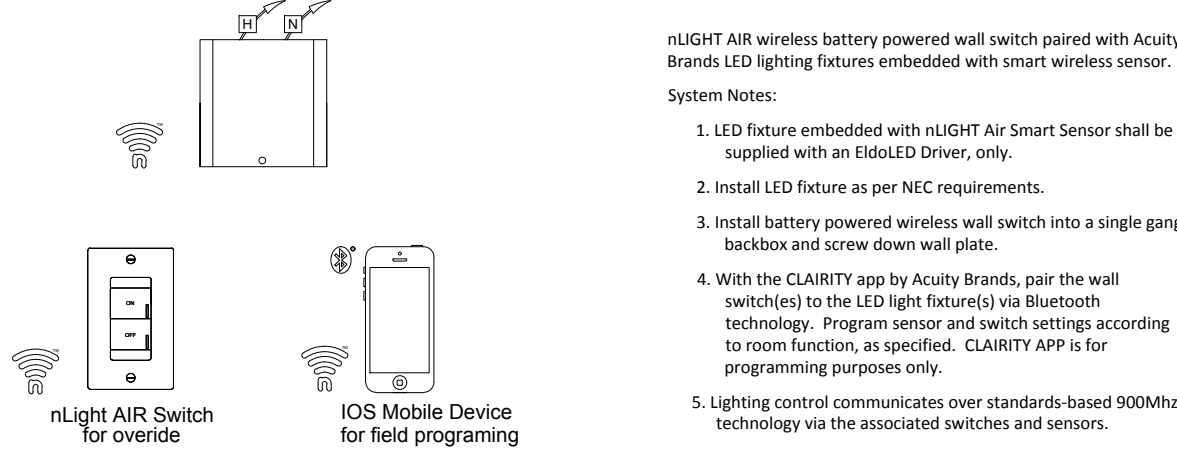 H N
nLIGHT AIR wireless battery powered wall switch paired with Acuity
Brands LED lighting fixtures embedded with smart wireless sensor.
System Notes:
1. LED fixture embedded with nLIGHT Air Smart Sensor shall be
supplied with an EldoLED Driver, only.
2. Install LED fixture as per NEC requirements.
3. Install battery powered wireless wall switch into a single gang
backbox and screw down wall plate.
4. With the CLAIRITY app by Acuity Brands, pair the wall
switch(es) to the LED light fixture(s) via Bluetooth
technology. Program sensor and switch settings according
to room function, as specified. CLAIRITY APP is for
programming purposes only.
5. Lighting control communicates over standards-based 900Mhz
technology via the associated switches and sensors.
n TM
ON
OFF
n TM
nLight AIR Switch
for overide
n TM
IOS Mobile Device
for field programing